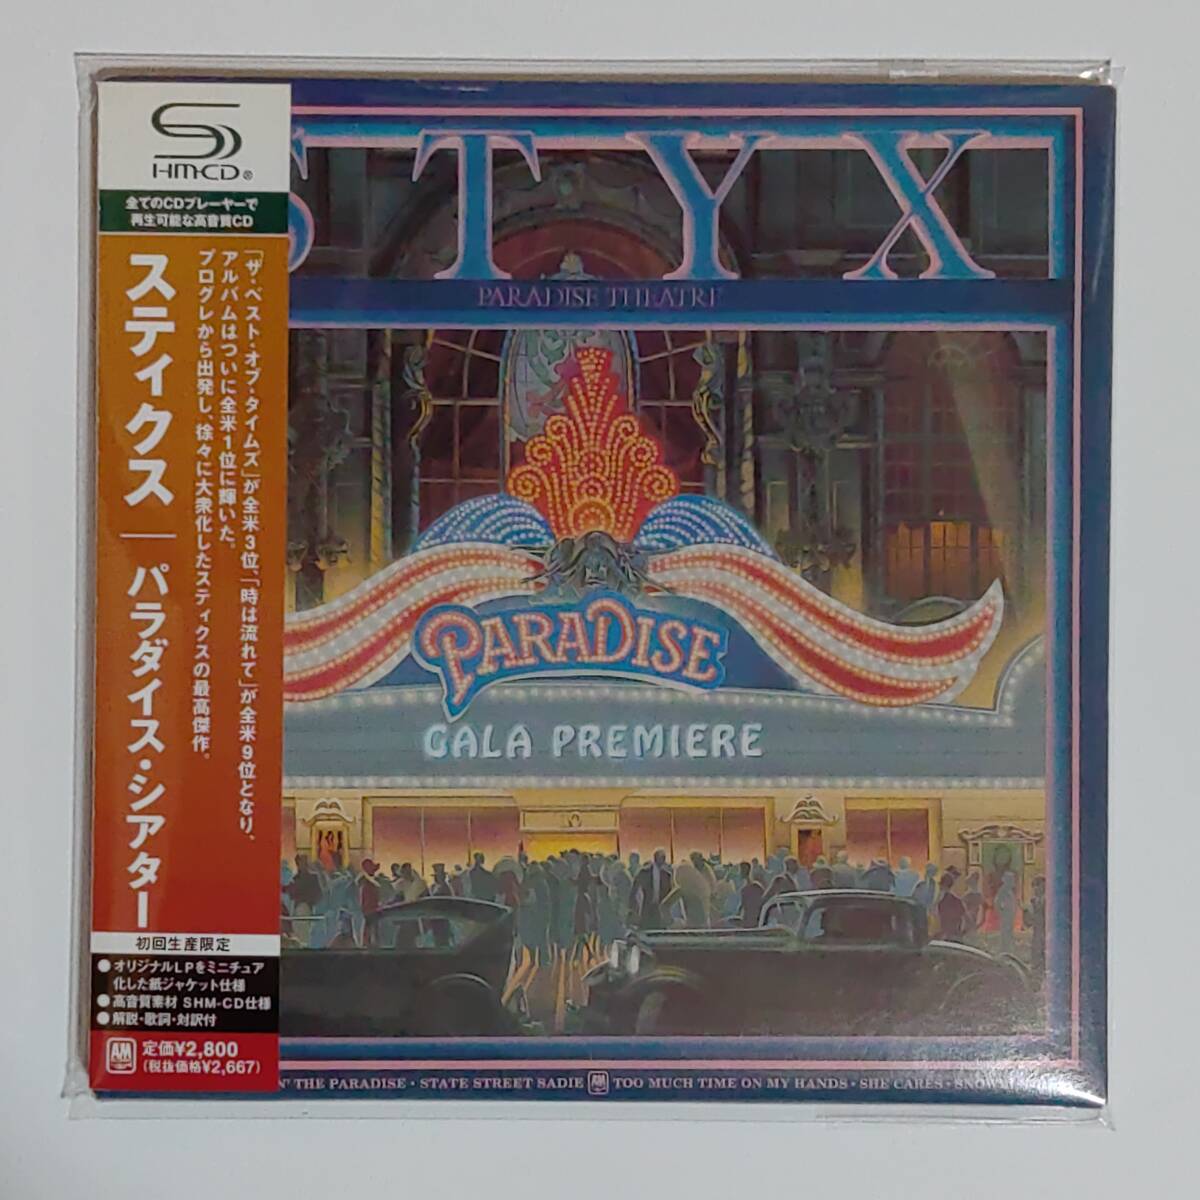 HM-CD®
全てのCDプレーヤーで
再生可能な高音質CD
スティクス｜パラダイス・シアター
「ザ・ベスト・オブ・タイムズ」が全米3位、「時は流れて」が全米9位となり、
アルバムはついに全米1位に輝いた。
プログレから出発し、徐々に大衆化したスティクスの最高傑作。
初回生産限定
●オリジナルLPをミニチュア
化した紙ジャケット仕様
●高音質素材 SHM-CD仕様
●解説・歌詞・対訳付
AM
定価¥2,800
(税抜価格¥2,667)
STYX
PARADISE THEATRE
PARADISE
GALA PREMIERE
THE PARADISE • STATE STREET SADIE AM TOO MUCH TIME ON MY HANDS • SHE CARES •